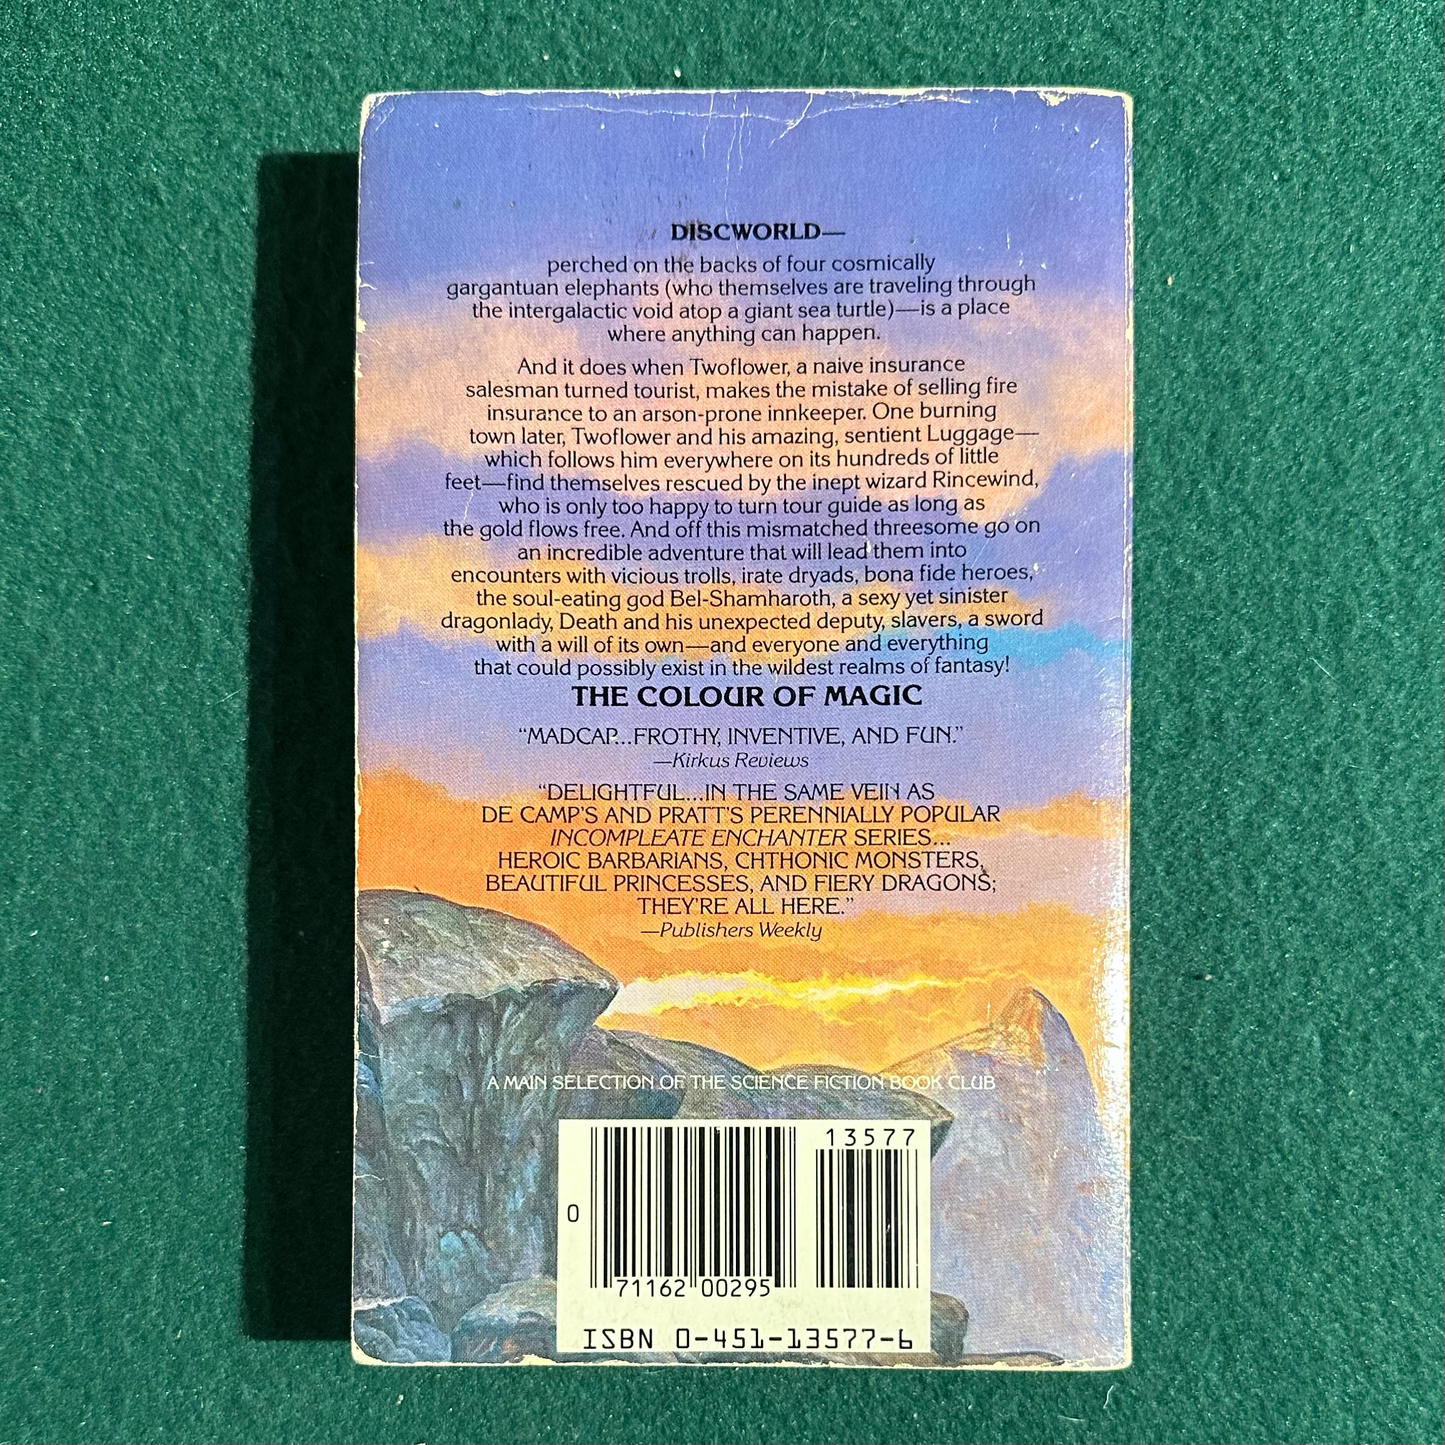 DISCWORLD—
perched on the backs of four cosmically
gargantuan elephants (who themselves are traveling through
the intergalactic void atop a giant sea turtle)—is a place
where anything can happen.
And it does when Twoflower, a naive insurance
salesman turned tourist, makes the mistake of selling fire
insurance to an arson-prone innkeeper. One burning
town later, Twoflower and his amazing, sentient Luggage—
which follows him everywhere on its hundreds of little
feet—find themselves rescued by the inept wizard Rincewind,
who is only too happy to turn tour guide as long as
the gold flows free. And off this mismatched threesome go on
an incredible adventure that will lead them into
encounters with vicious trolls, irate dryads, bona fide heroes,
the soul-eating god Bel-Shamharoth, a sexy yet sinister
dragonlady, Death and his unexpected deputy, slavers, a sword
with a will of its own—and everyone and everything
that could possibly exist in the wildest realms of fantasy!
THE COLOUR OF MAGIC
“MADCAP...FROTHY, INVENTIVE, AND FUN.”
—Kirkus Reviews
“DELIGHTFUL...IN THE SAME VEIN AS
DE CAMP'S AND PRATT'S PERENNIALLY POPULAR
INCOMPLEATE ENCHANTER SERIES...
HEROIC BARBARIANS, CHTHONIC MONSTERS,
BEAUTIFUL PRINCESSES, AND FIERY DRAGONS;
THEY'RE ALL HERE.”
—Publishers Weekly
A MAIN SELECTION OF THE SCIENCE FICTION BOOK CLUB
13577
0
71162 00295
ISBN 0-451-13577-6